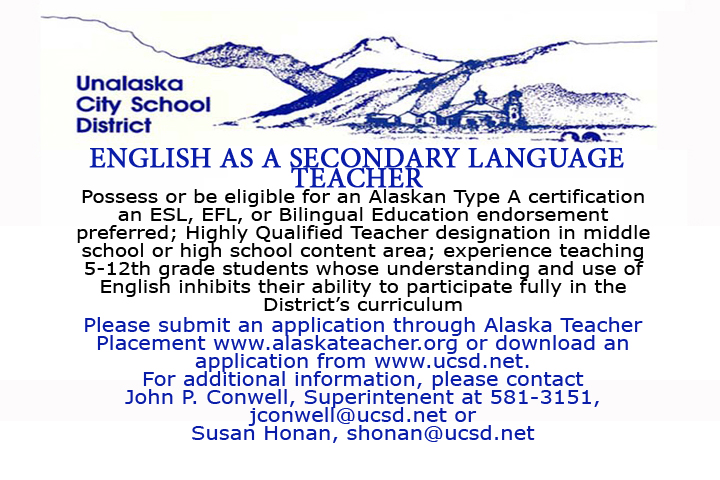 Unalaska
City School
District
ENGLISH AS A SECONDARY LANGUAGE
TEACHER
Possess or be eligible for an Alaskan Type A certification
an ESL, EFL, or Bilingual Education endorsement
preferred; Highly Qualified Teacher designation in middle
school or high school content area; experience teaching
5-12th grade students whose understanding and use of
English inhibits their ability to participate fully in the
District's curriculum
Please submit an application through Alaska Teacher
Placement www.alaskateacher.org or download an
application from www.ucsd.net.
For additional information, please contact
John P. Conwell, Superintenent at 581-3151,
jconwell@ucsd.net or
Susan Honan, shonan@ucsd.net